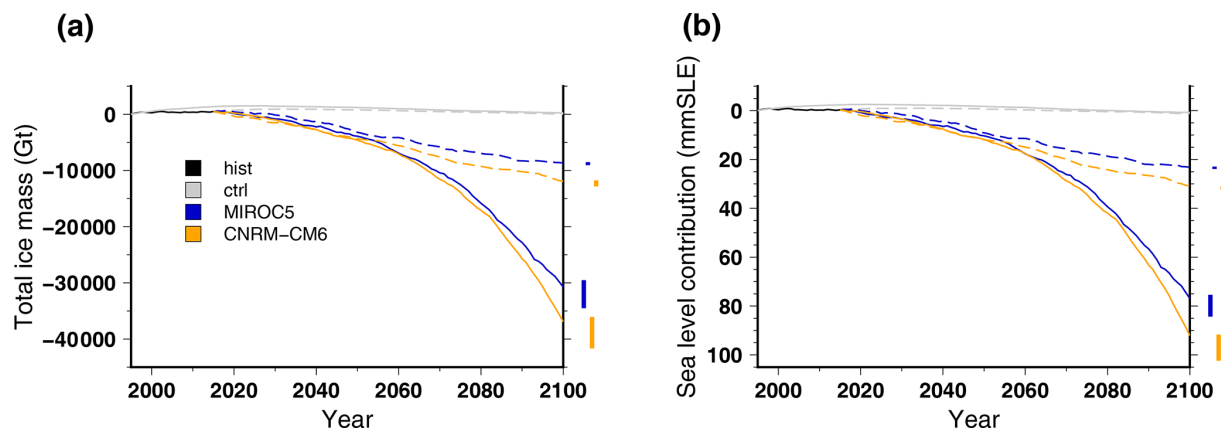 (a)
Total ice mass (Gt)
0
−10000
−20000
−30000
−40000
hist
ctrl
MIROC5
CNRM−CM6
2000 2020 2040 2060 2080 2100
Year
(b)
Sea level contribution (mmSLE)
0
20
40
60
80
100
2000 2020 2040 2060 2080 2100
Year